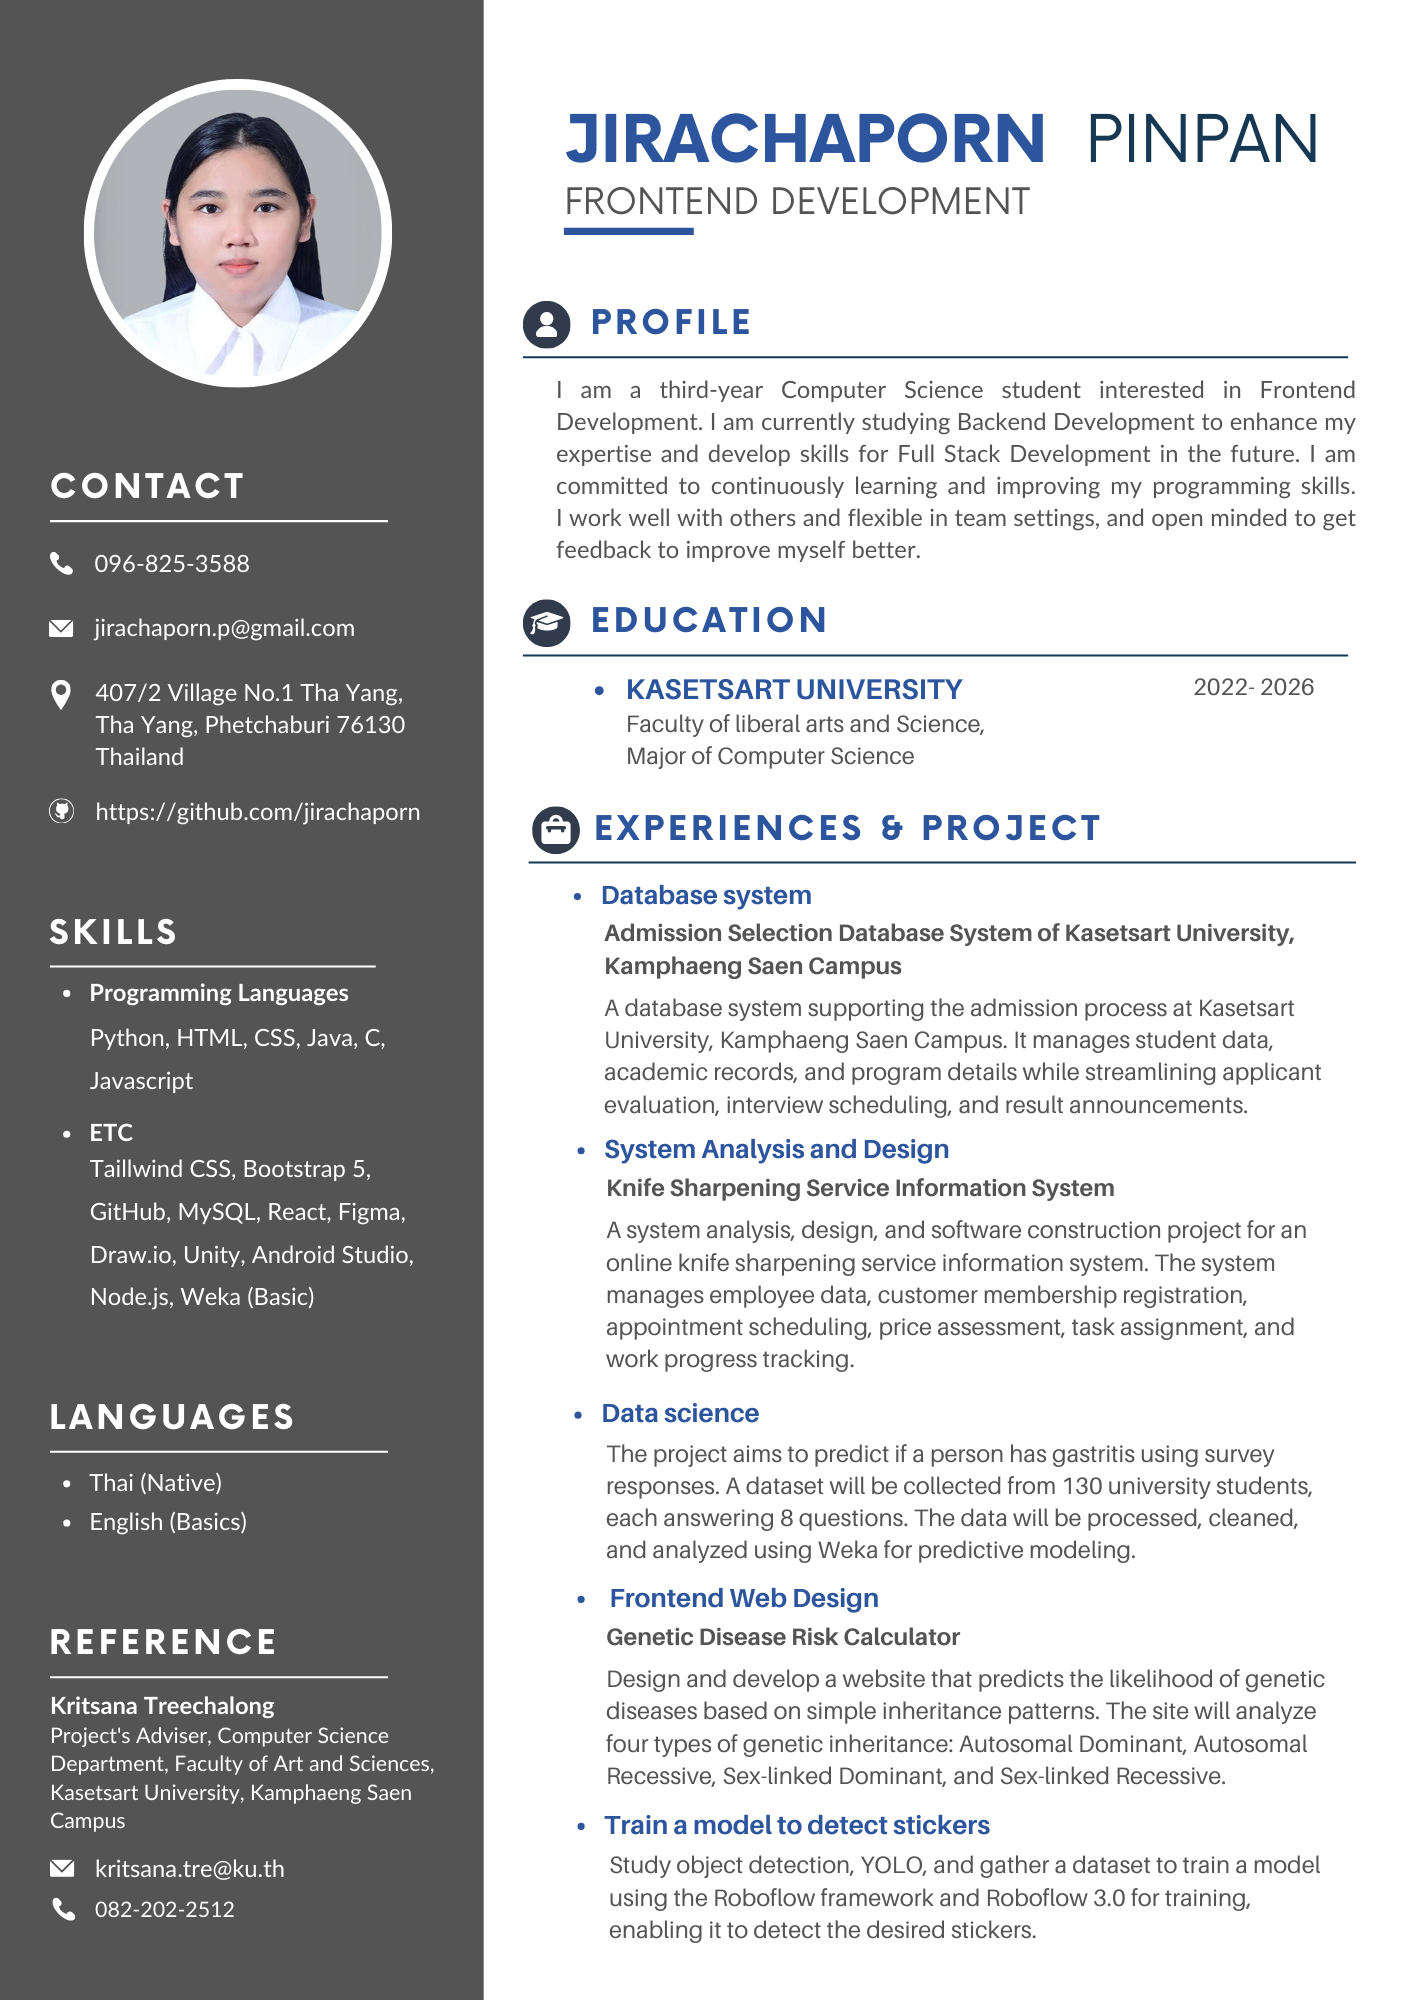 JIRACHAPORN PINPAN
FRONTEND DEVELOPMENT
CONTACT
096-825-3588
jirachaporn.p@gmail.com
407/2 Village No.1 Tha Yang,
Tha Yang, Phetchaburi 76130
Thailand
https://github.com/jirachaporn
SKILLS
• Programming Languages
Python, HTML, CSS, Java, C,
Javascript
• ETC
Taillwind CSS, Bootstrap 5,
GitHub, MySQL, React, Figma,
Draw.io, Unity, Android Studio,
Node.js, Weka (Basic)
LANGUAGES
• Thai (Native)
• English (Basics)
REFERENCE
Kritsana Treechalong
Project's Adviser, Computer Science
Department, Faculty of Art and Sciences,
Kasetsart University, Kamphaeng Saen
Campus
kritsana.tre@ku.th
082-202-2512
PROFILE
I am a third-year Computer Science student interested in Frontend
Development. I am currently studying Backend Development to enhance my
expertise and develop skills for Full Stack Development in the future. I am
committed to continuously learning and improving my programming skills.
I work well with others and flexible in team settings, and open minded to get
feedback to improve myself better.
EDUCATION
• KASETSART UNIVERSITY 2022- 2026
Faculty of liberal arts and Science,
Major of Computer Science
EXPERIENCES & PROJECT
• Database system
Admission Selection Database System of Kasetsart University,
Kamphaeng Saen Campus
A database system supporting the admission process at Kasetsart
University, Kamphaeng Saen Campus. It manages student data,
academic records, and program details while streamlining applicant
evaluation, interview scheduling, and result announcements.
• System Analysis and Design
Knife Sharpening Service Information System
A system analysis, design, and software construction project for an
online knife sharpening service information system. The system
manages employee data, customer membership registration,
appointment scheduling, price assessment, task assignment, and
work progress tracking.
• Data science
The project aims to predict if a person has gastritis using survey
responses. A dataset will be collected from 130 university students,
each answering 8 questions. The data will be processed, cleaned,
and analyzed using Weka for predictive modeling.
• Frontend Web Design
Genetic Disease Risk Calculator
Design and develop a website that predicts the likelihood of genetic
diseases based on simple inheritance patterns. The site will analyze
four types of genetic inheritance: Autosomal Dominant, Autosomal
Recessive, Sex-linked Dominant, and Sex-linked Recessive.
• Train a model to detect stickers
Study object detection, YOLO, and gather a dataset to train a model
using the Roboflow framework and Roboflow 3.0 for training,
enabling it to detect the desired stickers.